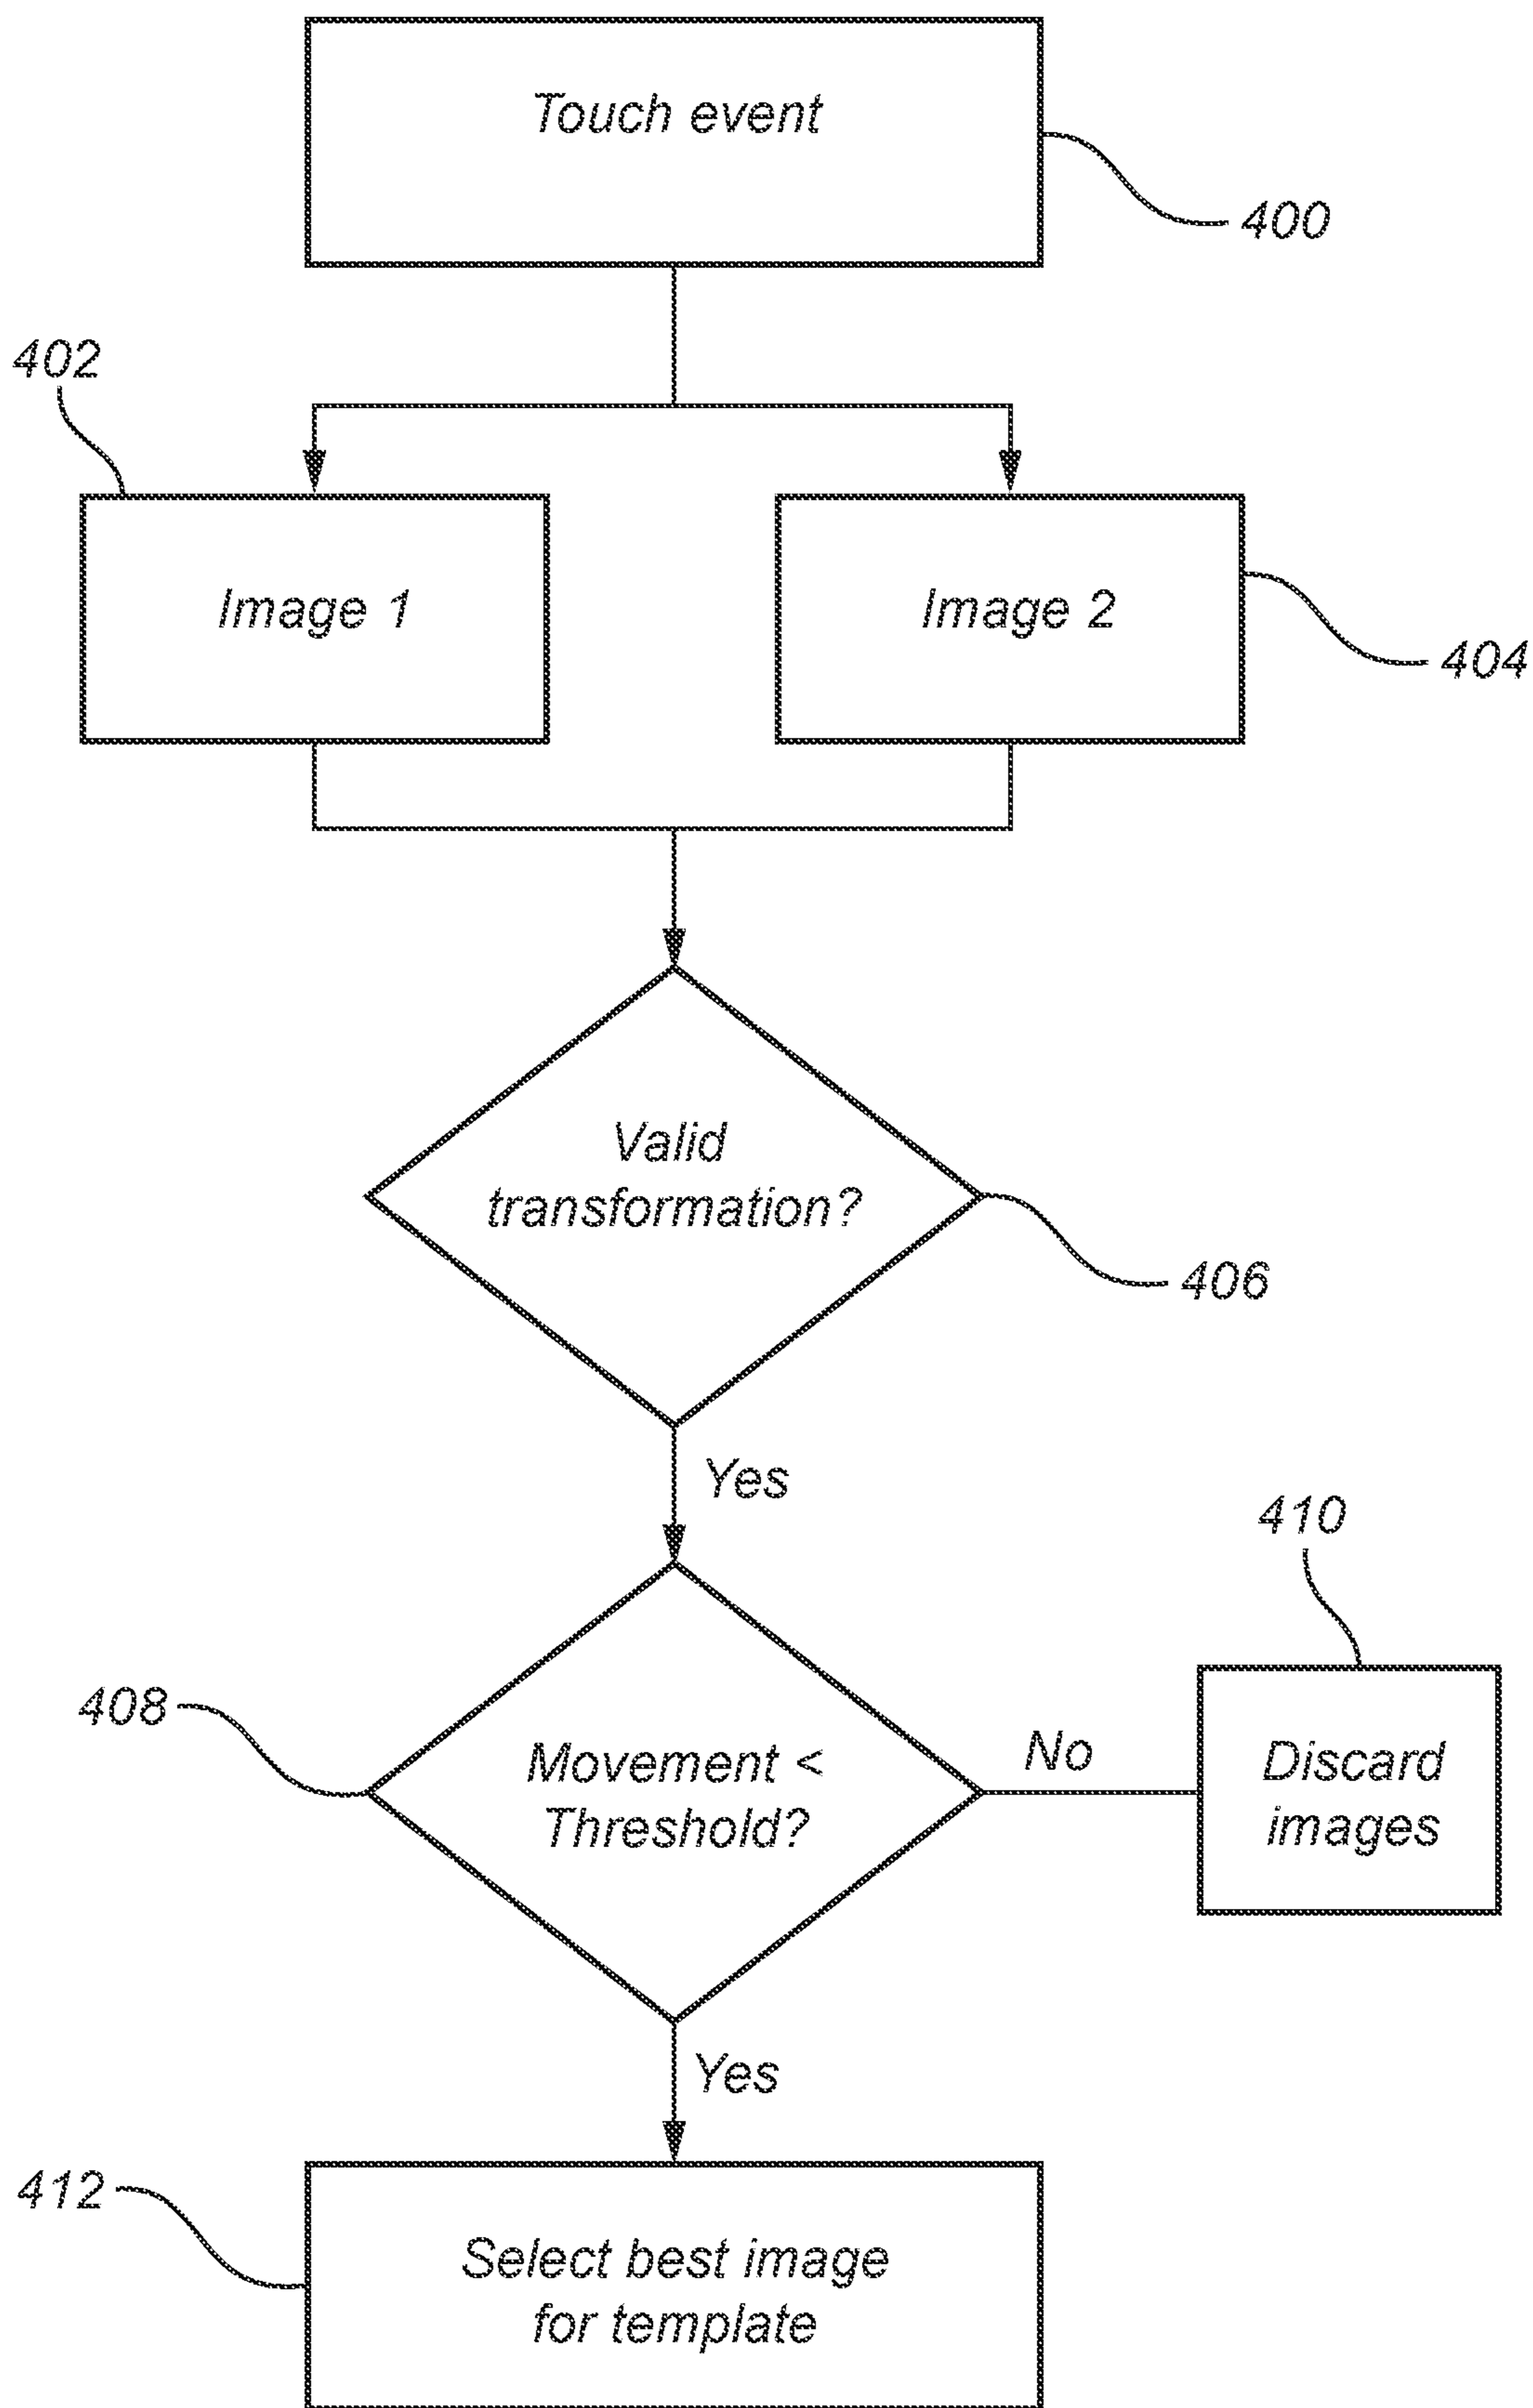 Touch event
400
402
Image 1
Image 2
404
Valid
transformation?
406
Yes
410
408
Movement <
Threshold?
No
Discard
images
Yes
412
Select best image
for template